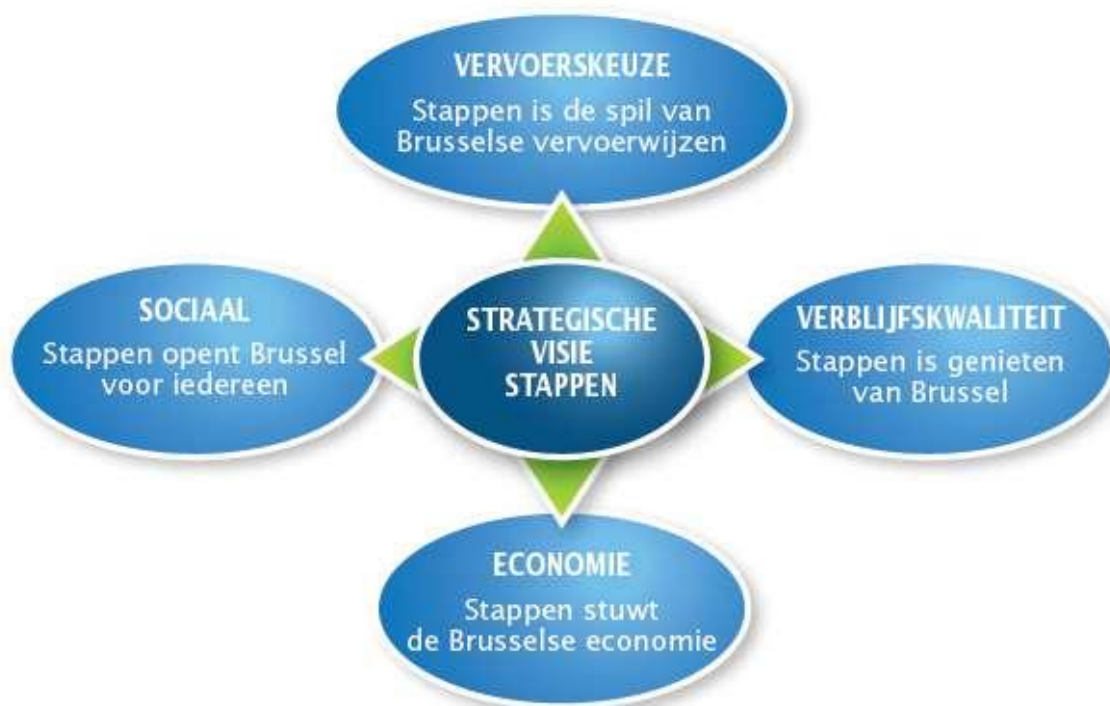 VERVOERSKEUZE
Stappen is de spil van
Brusselse vervoerwijzen
SOCIAAL
Stappen opent Brussel
voor iedereen
STRATEGISCHE
VISIE
STAPPEN
VERBLIJFSKWALITEIT
Stappen is genieten
van Brussel
ECONOMIE
Stappen stuwt
de Brusselse economie